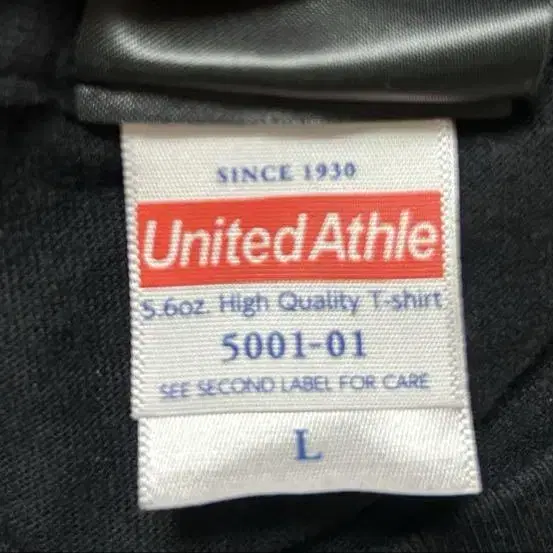 SINCE 1930
United Athle
5.6oz. High Quality T-shirt
5001-01
SEE SECOND LABEL FOR CARE
L